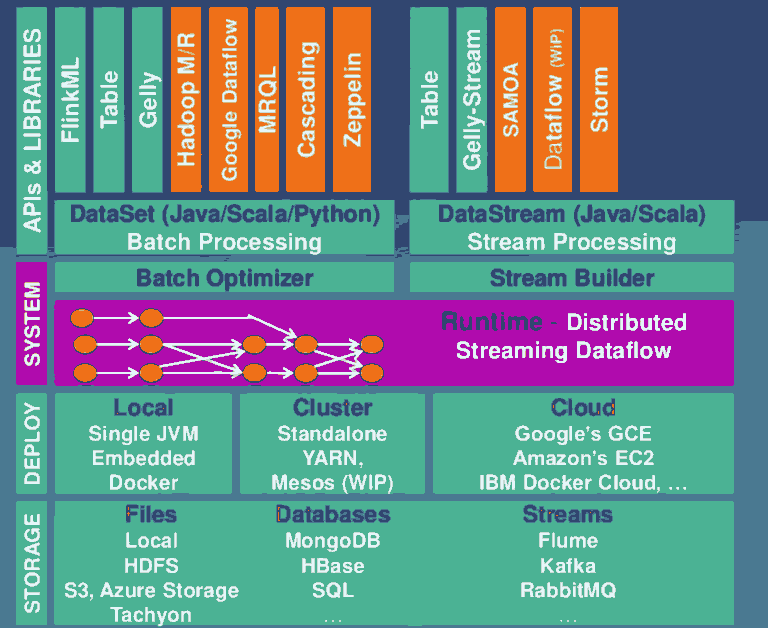 APIs & LIBRARIES
FlinkML
Table
Gelly
Hadoop M/R
Google Dataflow
MRQL
Cascading
Zeppelin
Table
Gelly-Stream
SAMOA
Dataflow (WiP)
Storm
DataSet (Java/Scala/Python)
Batch Processing
DataStream (Java/Scala)
Stream Processing
SYSTEM
Batch Optimizer
Stream Builder
Runtime - Distributed
Streaming Dataflow
DEPLOY
Local
Single JVM
Embedded
Docker
Cluster
Standalone
YARN,
Mesos (WIP)
Cloud
Google's GCE
Amazon's EC2
IBM Docker Cloud, ...
STORAGE
Files
Local
HDFS
S3, Azure Storage
Tachyon
Databases
MongoDB
HBase
SQL
...
Streams
Flume
Kafka
RabbitMQ
...